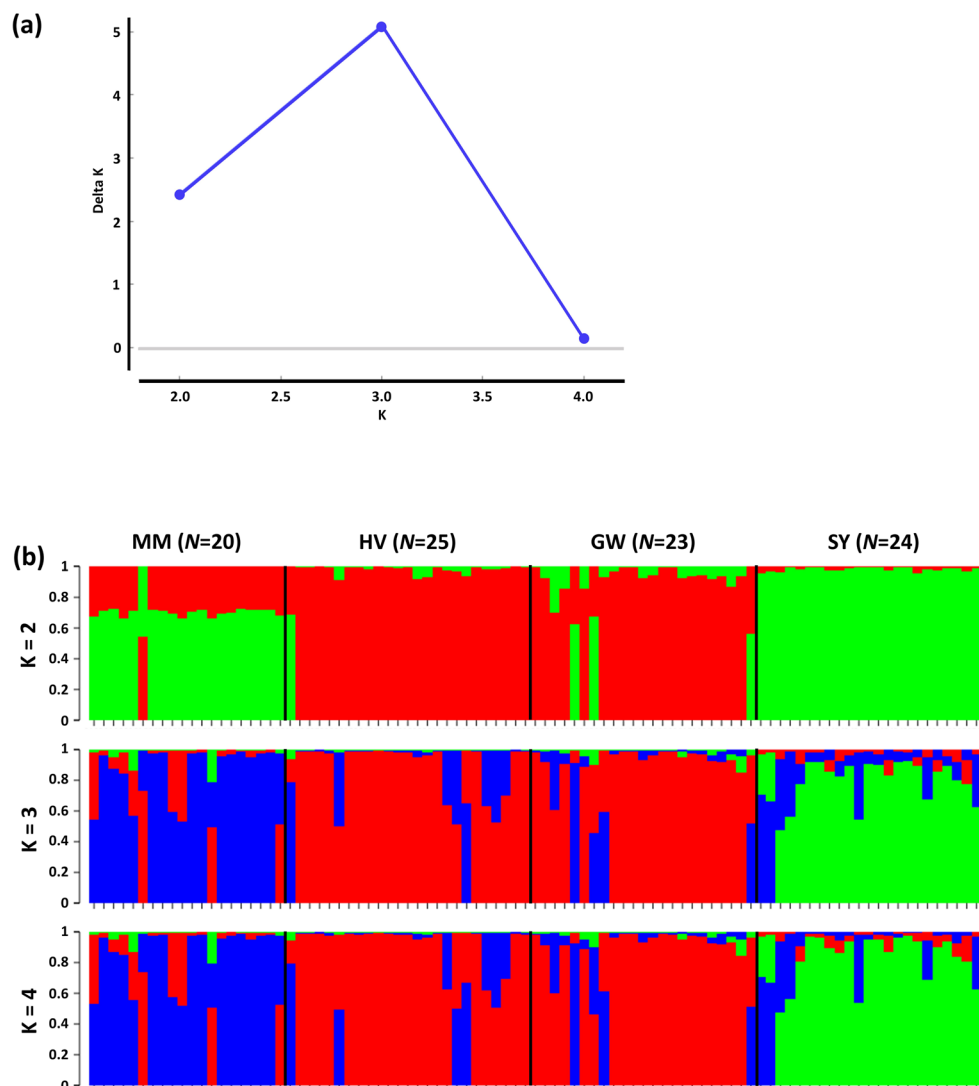 (a)
5
4
3
2
1
0
Delta K
2.0 2.5 3.0 3.5 4.0
K
(b)
MM (N=20) HV (N=25) GW (N=23) SY (N=24)
K = 2
1
0.8
0.6
0.4
0.2
0
K = 3
1
0.8
0.6
0.4
0.2
0
K = 4
1
0.8
0.6
0.4
0.2
0